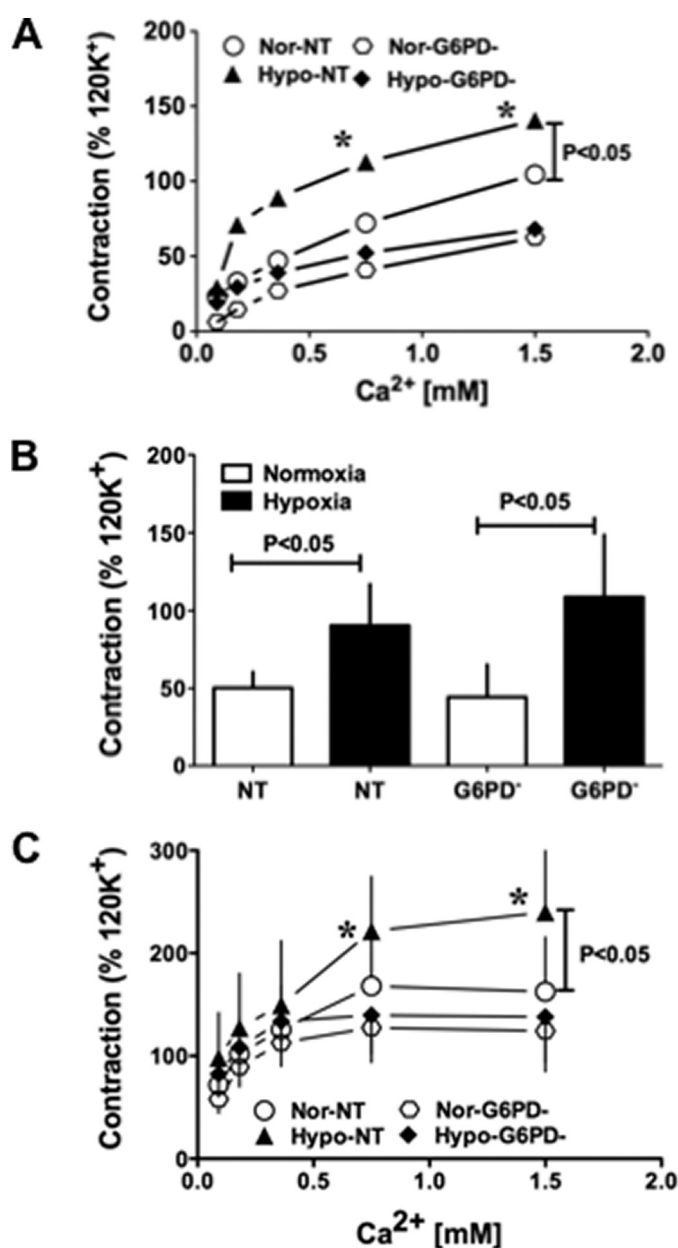 A
Contraction (% 120K⁺)
200
150
100
50
0
Nor-NT Nor-G6PD-
Hypo-NT Hypo-G6PD-
*
*
P<0.05
0.0 0.5 1.0 1.5 2.0
Ca²⁺ [mM]
B
Contraction (% 120K⁺)
200
150
100
50
0
Normoxia
Hypoxia
P<0.05
P<0.05
NT NT G6PD⁻ G6PD⁻
C
Contraction (% 120K⁺)
300
200
100
0
*
*
P<0.05
Nor-NT Nor-G6PD-
Hypo-NT Hypo-G6PD-
0.0 0.5 1.0 1.5 2.0
Ca²⁺ [mM]